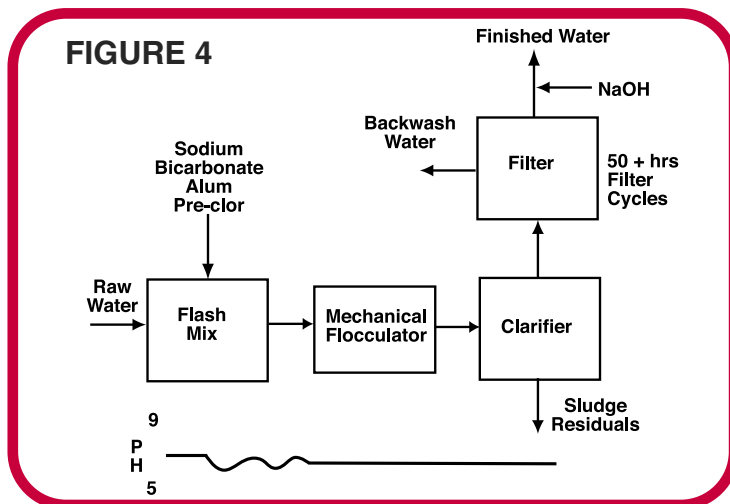 FIGURE 4
Finished Water
NaOH
Backwash
Water
Filter
50 + hrs
Filter
Cycles
Sodium
Bicarbonate
Alum
Pre-clor
Raw
Water
Flash
Mix
Mechanical
Flocculator
Clarifier
Sludge
Residuals
9
P
H
5